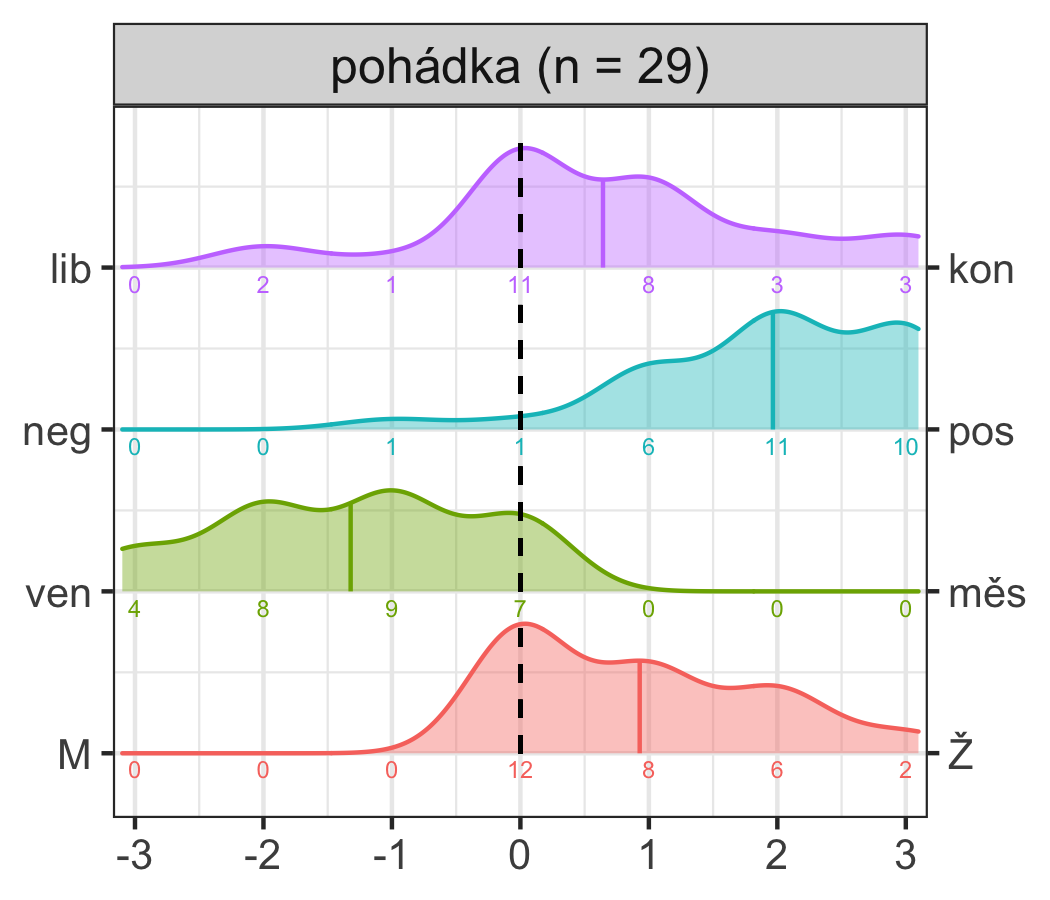 pohádka (n = 29)
lib kon
0 2 1 11 8 3 3
neg pos
0 0 1 1 6 11 10
ven měs
4 8 9 7 0 0 0
M Ž
0 0 0 12 8 6 2
-3 -2 -1 0 1 2 3